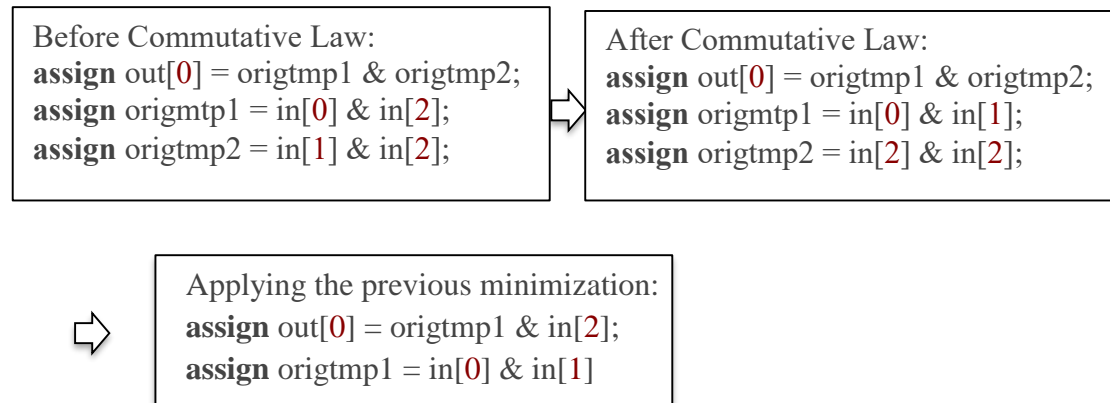 Before Commutative Law:
assign out[0] = origtmp1 & origtmp2;
assign origmtp1 = in[0] & in[2];
assign origtmp2 = in[1] & in[2];
After Commutative Law:
assign out[0] = origtmp1 & origtmp2;
assign origmtp1 = in[0] & in[1];
assign origtmp2 = in[2] & in[2];
Applying the previous minimization:
assign out[0] = origtmp1 & in[2];
assign origtmp1 = in[0] & in[1]